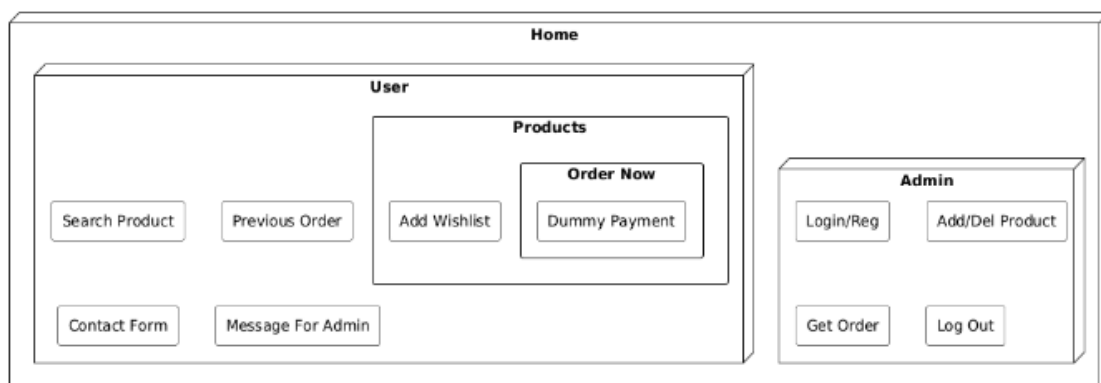 Home
User
Products
Order Now
Admin
Search Product
Previous Order
Add Wishlist
Dummy Payment
Login/Reg
Add/Del Product
Contact Form
Message For Admin
Get Order
Log Out